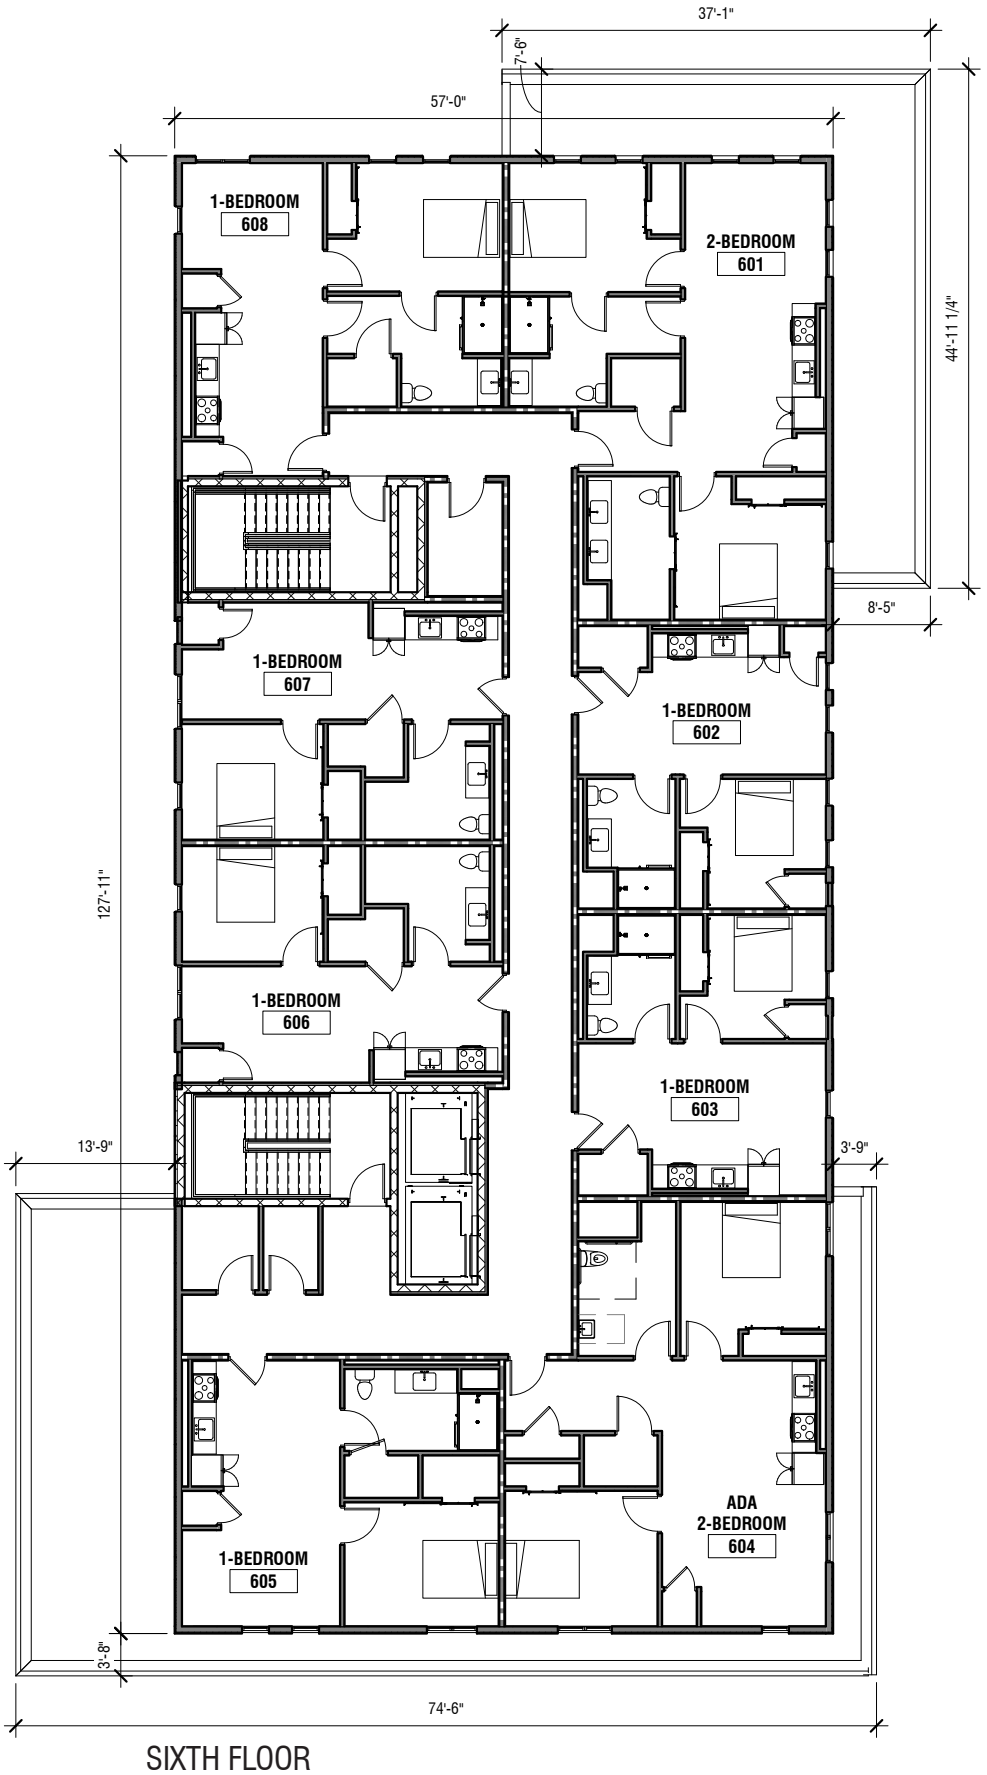 37'-1"
7'-6"
57'-0"
1-BEDROOM
608
2-BEDROOM
601
44'-11 1/4"
8'-5"
1-BEDROOM
607
1-BEDROOM
602
127'-11"
1-BEDROOM
606
1-BEDROOM
603
13'-9"
3'-9"
ADA
2-BEDROOM
604
1-BEDROOM
605
3'-8"
74'-6"
SIXTH FLOOR